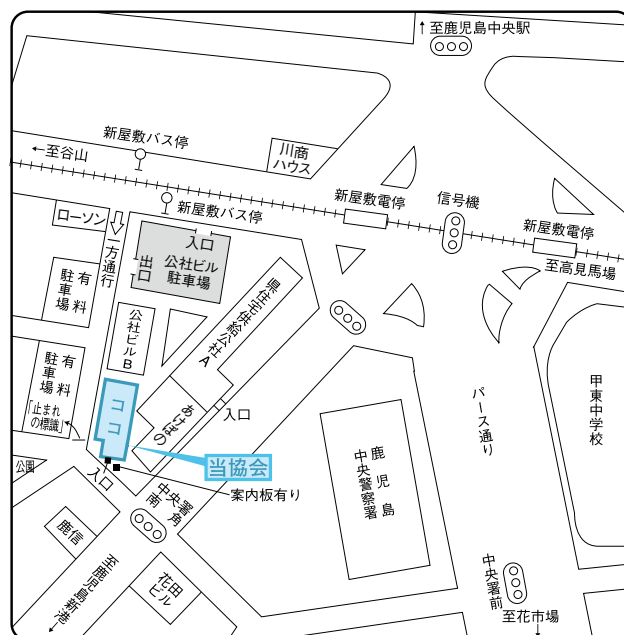 ↑至鹿児島中央駅
新屋敷バス停
←至谷山
川商
ハウス
新屋敷電停
信号機
ローソン
新屋敷バス停
新屋敷電停
至高見馬場
一方通行
入口
出口
公社ビル
駐車場
有料
駐車場
県住宅供給公社A
公社ビルB
有料
駐車場
「止まれ
の標識」
ココ
あけぼの
入口
パース通り
甲東中学校
鹿児島
中央警察署
当協会
公園
入口
案内板有り
中央署角
南
鹿信
至鹿児島新港
花田
ビル
中央署前
至花市場